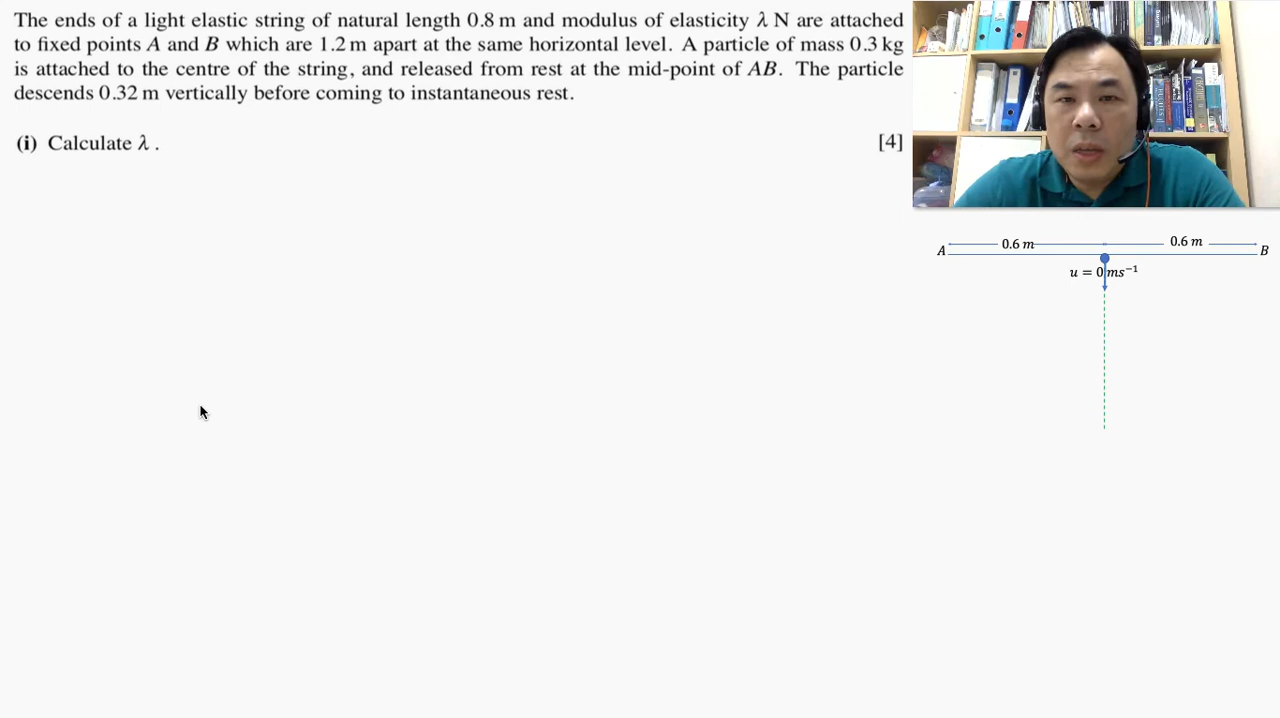 The ends of a light elastic string of natural length 0.8 m and modulus of elasticity λ N are attached
to fixed points A and B which are 1.2 m apart at the same horizontal level. A particle of mass 0.3 kg
is attached to the centre of the string, and released from rest at the mid-point of AB. The particle
descends 0.32 m vertically before coming to instantaneous rest.
(i) Calculate λ . [4]
0.6 m 0.6 m
A B
u = 0 ms⁻¹